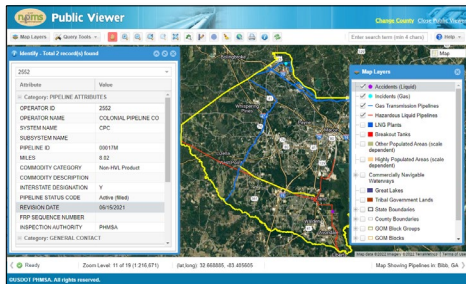 npms Public Viewer
Change County Close Public Viewer
Map Layers Query Tools
Enter search term (min 4 chars) Help
Identify - Total 2 record(s) found
2552
Attribute Value
Category: PIPELINE ATTRIBUTES
OPERATOR ID 2552
OPERATOR NAME COLONIAL PIPELINE CO
SYSTEM NAME CPC
SUBSYSTEM NAME
PIPELINE ID 00017M
MILES 8.02
COMMODITY CATEGORY Non-HVL Product
COMMODITY DESCRIPTION
INTERSTATE DESIGNATION Y
PIPELINE STATUS CODE Active (filled)
REVISION DATE 06/15/2021
FRP SEQUENCE NUMBER
INSPECTION AUTHORITY PHMSA
Category: GENERAL CONTACT
Whispering Pines
Map
Map Layers
Accidents (Liquid)
Incidents (Gas)
Gas Transmission Pipelines
Hazardous Liquid Pipelines
LNG Plants
Breakout Tanks
Other Populated Areas (scale dependent)
Highly Populated Areas (scale dependent)
Commercially Navigable Waterways
Great Lakes
Tribal Government Lands
State Boundaries
County Boundaries
GOM Block Groups
GOM Blocks
Ready
Zoom Level: 11 of 19 (1:216,671)
(lat,long): 32.668885, -83.405605
Map Showing Pipelines in: Bibb, GA
©USDOT PHMSA. All rights reserved.